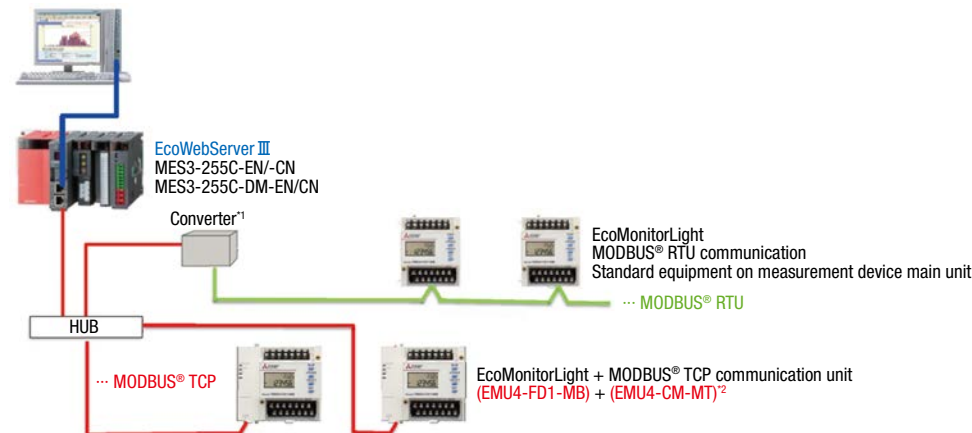 EcoWebServer Ⅲ
MES3-255C-EN/-CN
MES3-255C-DM-EN/CN
Converter*1
EcoMonitorLight
MODBUS® RTU communication
Standard equipment on measurement device main unit
··· MODBUS® RTU
HUB
··· MODBUS® TCP
EcoMonitorLight + MODBUS® TCP communication unit
(EMU4-FD1-MB) + (EMU4-CM-MT)*2